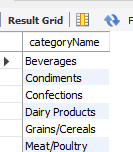 Result Grid
categoryName
Beverages
Condiments
Confections
Dairy Products
Grains/Cereals
Meat/Poultry